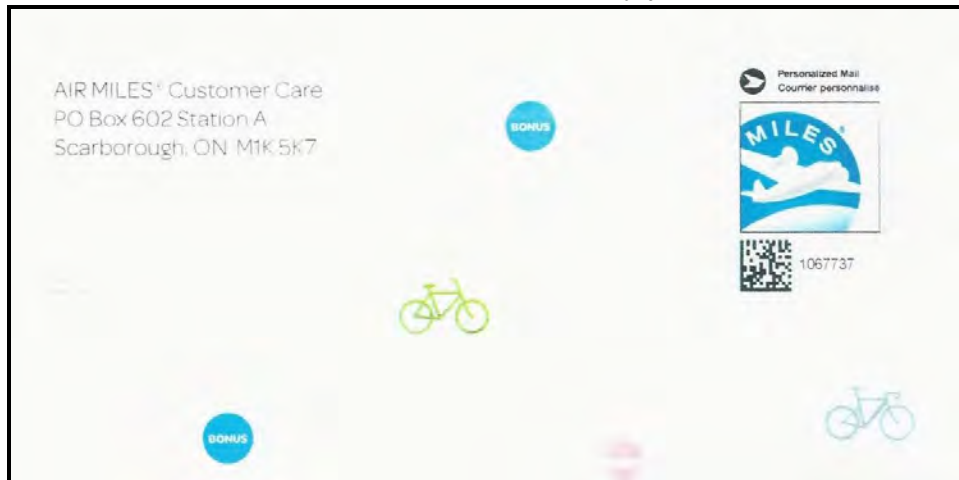 AIR MILES® Customer Care
PO Box 602 Station A
Scarborough, ON M1K 5K7
Personalized Mail
Courrier personnalisé
BONUS
MILES®
1067737
BONUS